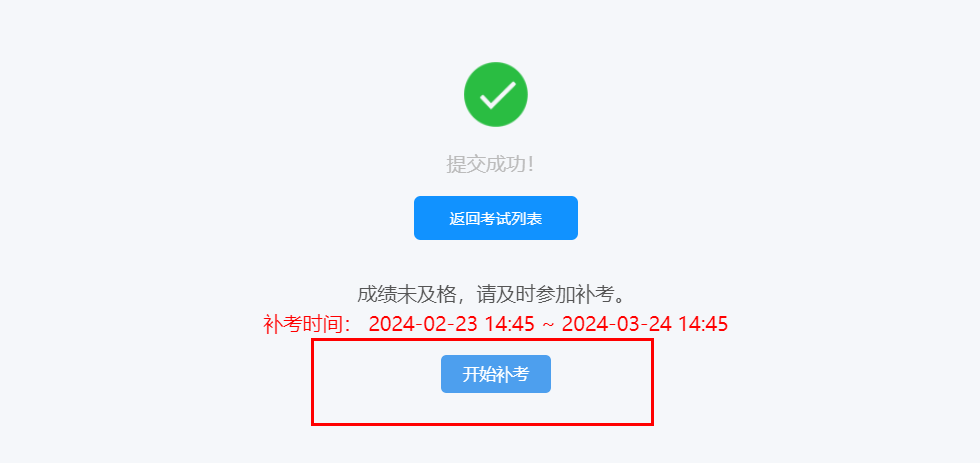 提交成功！
返回考试列表
成绩未及格，请及时参加补考。
补考时间： 2024-02-23 14:45 ~ 2024-03-24 14:45
开始补考